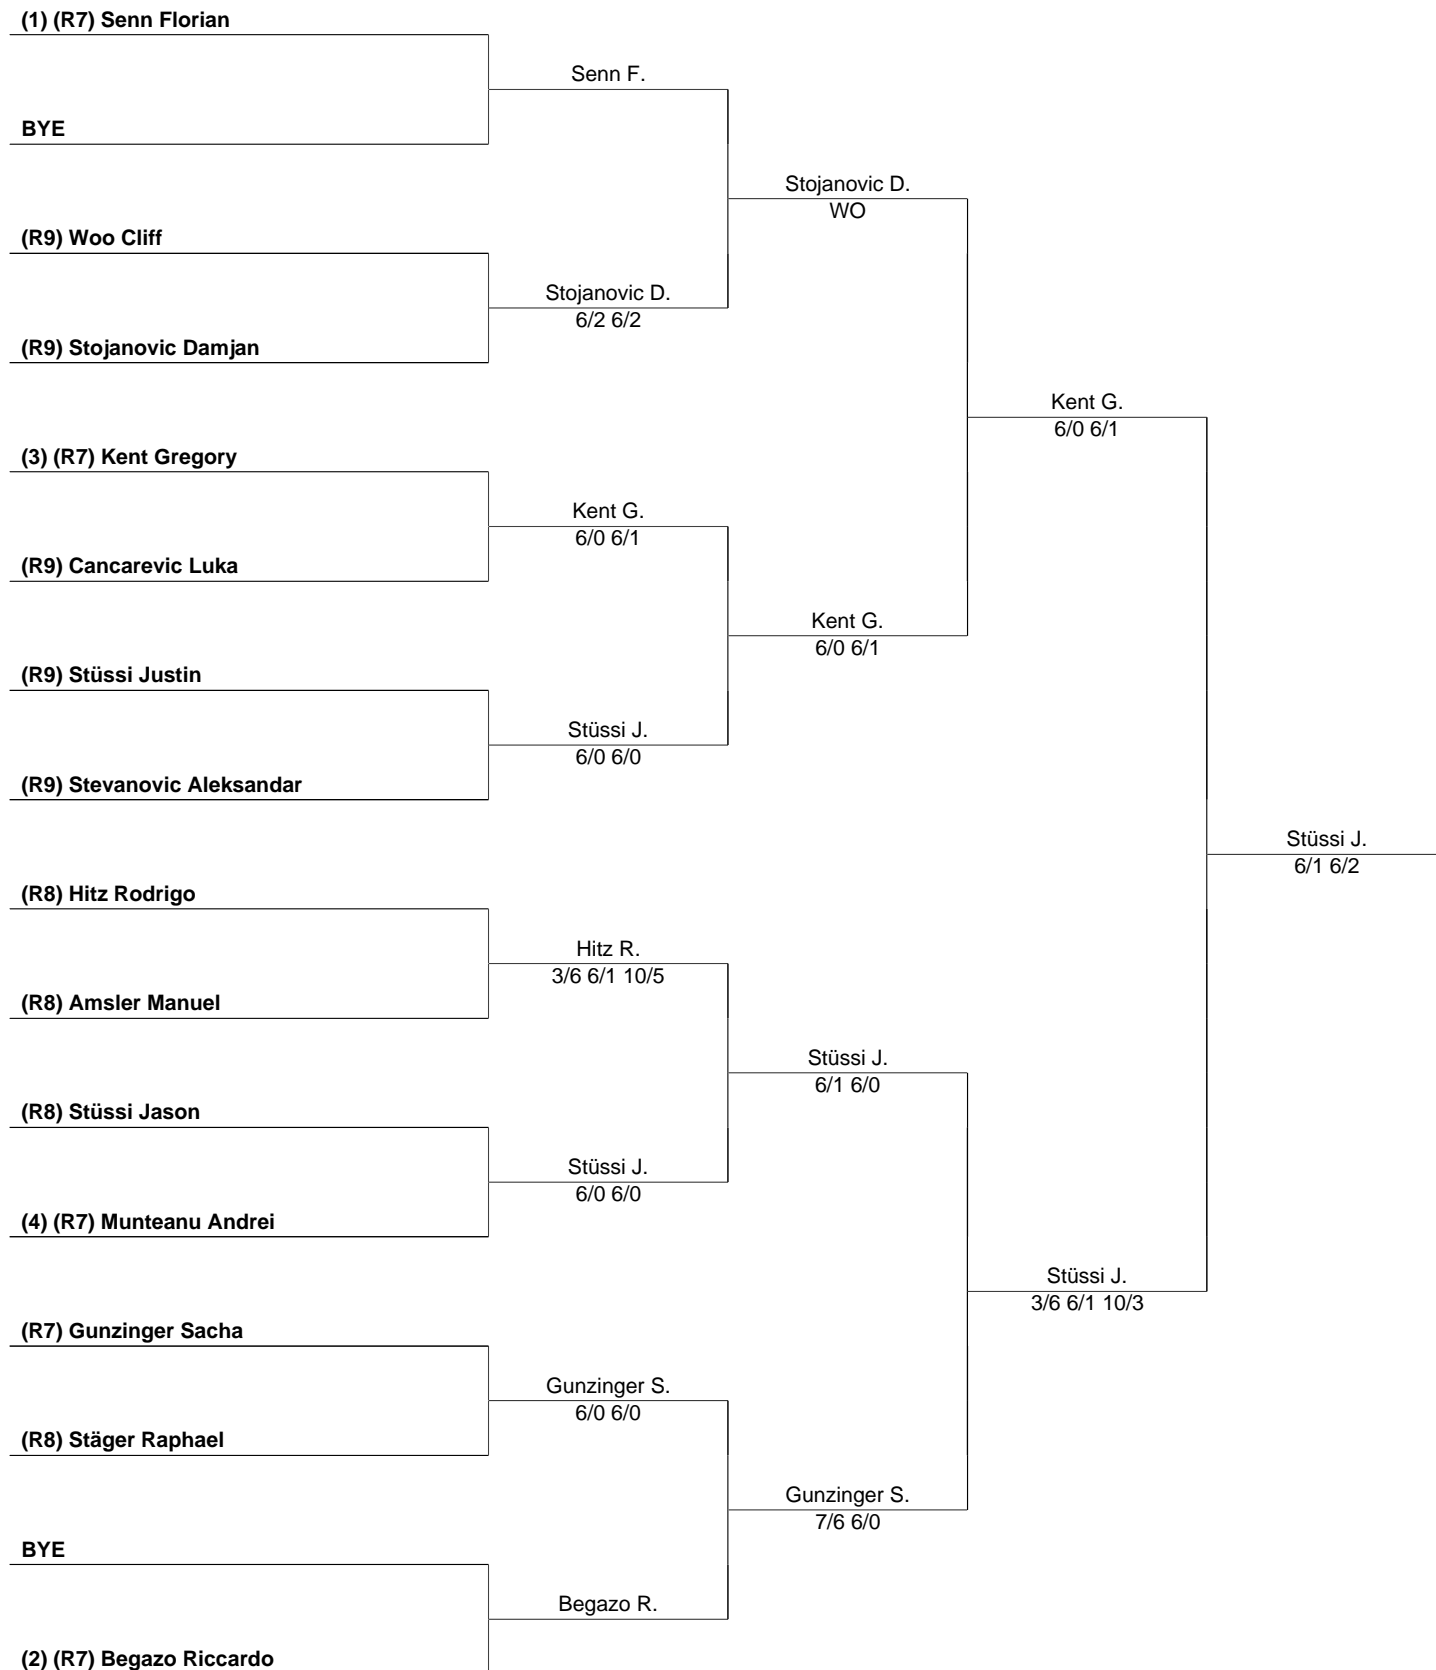 (1) (R7) Senn Florian
Senn F.
BYE
Stojanovic D.
WO
(R9) Woo Cliff
Stojanovic D.
6/2 6/2
(R9) Stojanovic Damjan
Kent G.
6/0 6/1
(3) (R7) Kent Gregory
Kent G.
6/0 6/1
(R9) Cancarevic Luka
Kent G.
6/0 6/1
(R9) Stüssi Justin
Stüssi J.
6/0 6/0
(R9) Stevanovic Aleksandar
Stüssi J.
6/1 6/2
(R8) Hitz Rodrigo
Hitz R.
3/6 6/1 10/5
(R8) Amsler Manuel
Stüssi J.
6/1 6/0
(R8) Stüssi Jason
Stüssi J.
6/0 6/0
(4) (R7) Munteanu Andrei
Stüssi J.
3/6 6/1 10/3
(R7) Gunzinger Sacha
Gunzinger S.
6/0 6/0
(R8) Stäger Raphael
Gunzinger S.
7/6 6/0
BYE
Begazo R.
(2) (R7) Begazo Riccardo